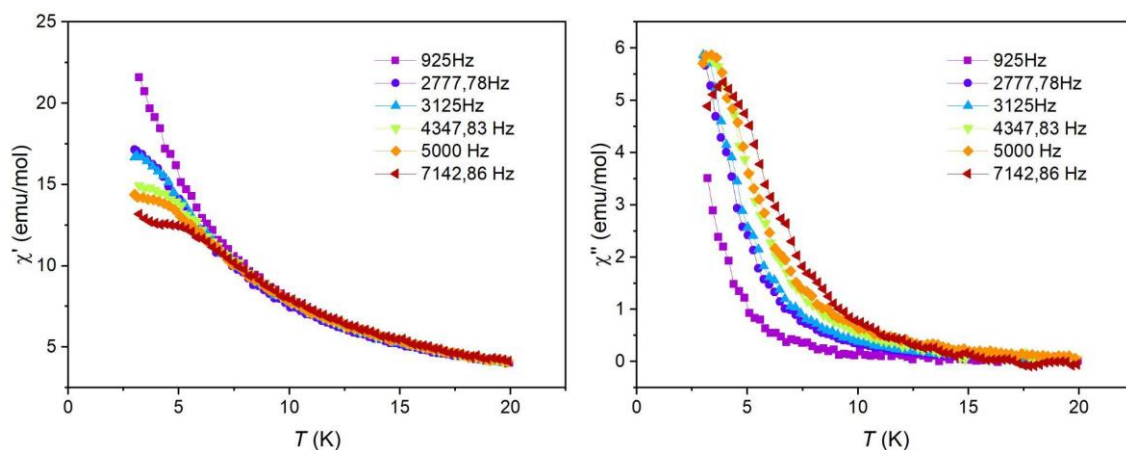 25
20
15
10
5
χ' (emu/mol)
925Hz
2777,78Hz
3125Hz
4347,83 Hz
5000 Hz
7142,86 Hz
0 5 10 15 20
T (K)
6
5
4
3
2
1
0
χ" (emu/mol)
925Hz
2777,78Hz
3125Hz
4347,83 Hz
5000 Hz
7142,86 Hz
0 5 10 15 20
T (K)